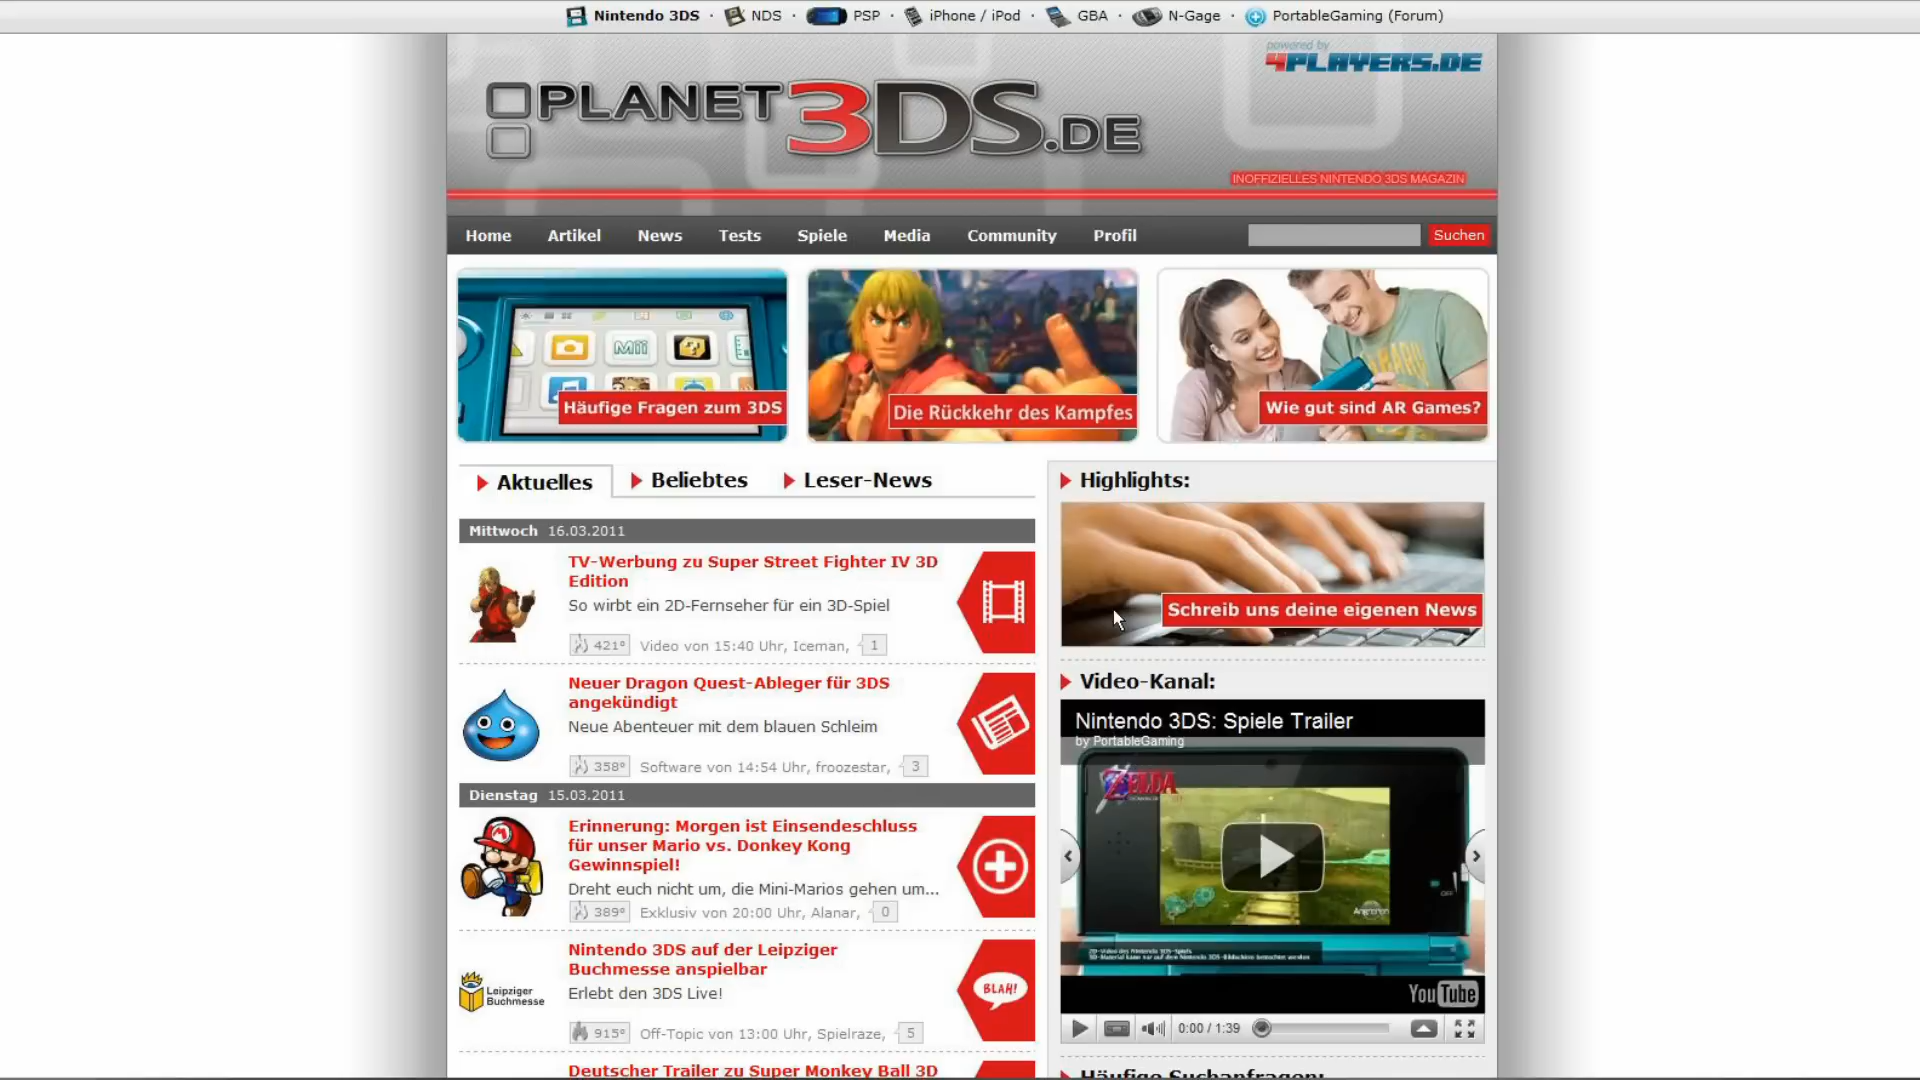 Nintendo 3DS · NDS · PSP · iPhone / iPod · GBA · N-Gage · PortableGaming (Forum)
powered by
4PLAYERS.DE
PLANET3DS.DE
INOFFIZIELLES NINTENDO 3DS MAGAZIN
Home Artikel News Tests Spiele Media Community Profil Suchen
Mii
Häufige Fragen zum 3DS
Die Rückkehr des Kampfes
Wie gut sind AR Games?
Aktuelles Beliebtes Leser-News
Mittwoch 16.03.2011
TV-Werbung zu Super Street Fighter IV 3D
Edition
So wirbt ein 2D-Fernseher für ein 3D-Spiel
421° Video von 15:40 Uhr, Iceman, 1
Neuer Dragon Quest-Ableger für 3DS
angekündigt
Neue Abenteuer mit dem blauen Schleim
358° Software von 14:54 Uhr, froozestar, 3
Dienstag 15.03.2011
Erinnerung: Morgen ist Einsendeschluss
für unser Mario vs. Donkey Kong
Gewinnspiel!
Dreht euch nicht um, die Mini-Marios gehen um...
389° Exklusiv von 20:00 Uhr, Alanar, 0
Leipziger
Buchmesse
Nintendo 3DS auf der Leipziger
Buchmesse anspielbar
Erlebt den 3DS Live!
BLAH!
915° Off-Topic von 13:00 Uhr, Spielraze, 5
Deutscher Trailer zu Super Monkey Ball 3D
Highlights:
Schreib uns deine eigenen News
Video-Kanal:
Nintendo 3DS: Spiele Trailer
by PortableGaming
ZELDA
YouTube
0:00 / 1:39
Häufige Suchanfragen: